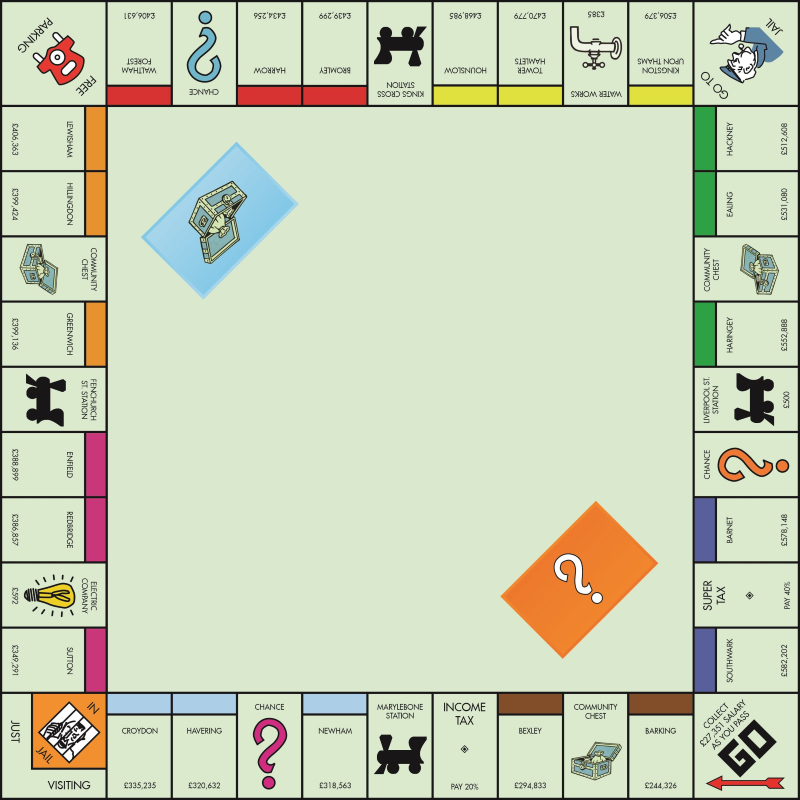 FREE
PARKING
WALTHAM
FOREST
£406,631
CHANCE
HARROW
£434,256
BROMLEY
£439,299
KINGS CROSS
STATION
HOUSLOW
£468,985
TOWER
HAMLETS
£470,779
WATER WORKS
£385
KINGSTON
UPON THAMS
£506,379
GO TO
JAIL
HACKNEY
£512,608
EALING
£531,080
COMMUNITY
CHEST
HARINGEY
£552,888
LIVERPOOL ST.
STATION
£500
CHANCE
?
BARNET
£578,148
SUPER
TAX
PAY 40%
SOUTHWARK
£582,202
COLLECT
£27,351 SALARY
AS YOU PASS
GO
BARKING
£244,326
COMMUNITY
CHEST
BEXLEY
£294,833
INCOME
TAX
PAY 20%
MARYLEBONE
STATION
NEWHAM
£318,563
CHANCE
?
HAVERING
£320,632
CROYDON
£335,235
IN
JAIL
JUST
VISITING
SUTTON
£349,291
ELECTRIC
COMPANY
£592
REDBRIDGE
£386,857
ENFIELD
£388,899
FENCHURCH
ST. STATION
GREENWICH
£399,136
COMMUNITY
CHEST
HILLINGDON
£399,424
LEWISHAM
£406,363
?
?